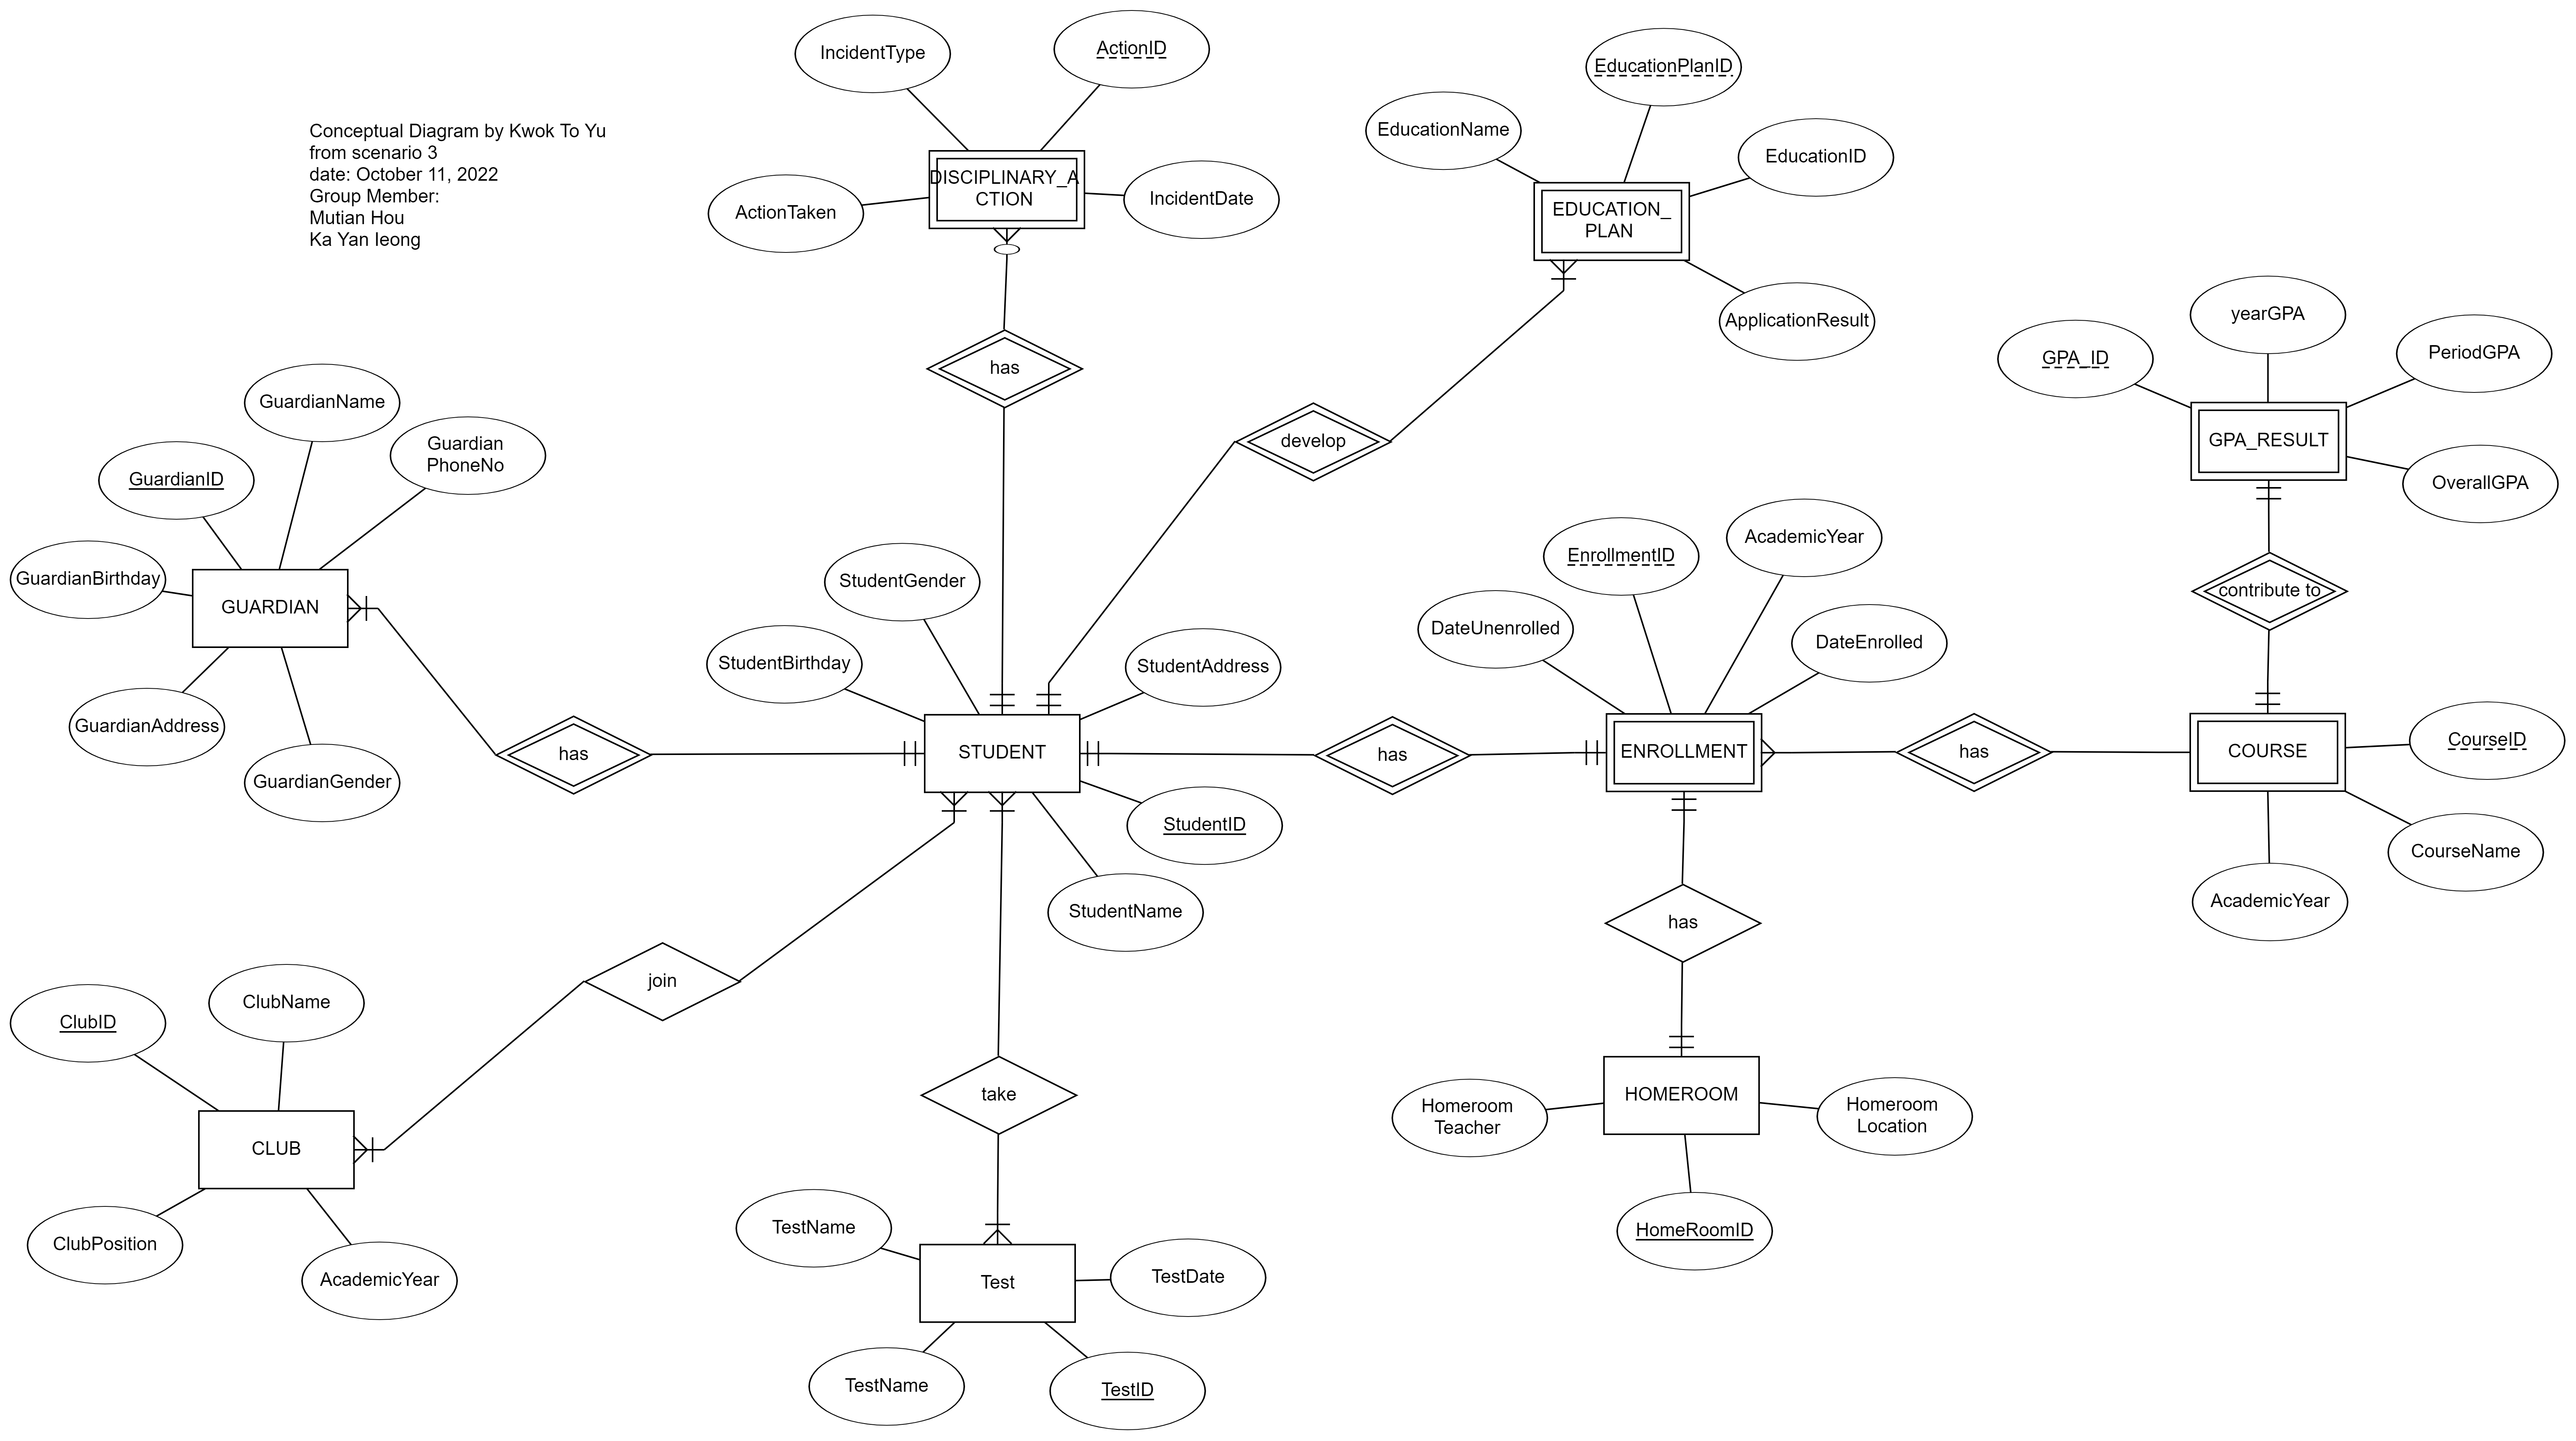 IncidentType
ActionID
EducationPlanID
EducationName
EducationID
Conceptual Diagram by Kwok To Yu
from scenario 3
date: October 11, 2022
Group Member:
Mutian Hou
Ka Yan Ieong
DISCIPLINARY_A
CTION
ActionTaken
IncidentDate
EDUCATION_
PLAN
ApplicationResult
yearGPA
GPA_ID
PeriodGPA
has
GuardianName
develop
GPA_RESULT
Guardian
PhoneNo
GuardianID
OverallGPA
AcademicYear
EnrollmentID
GuardianBirthday
StudentGender
contribute to
GUARDIAN
DateUnenrolled
DateEnrolled
StudentBirthday
StudentAddress
GuardianAddress
has
STUDENT
has
ENROLLMENT
has
COURSE
CourseID
GuardianGender
StudentID
CourseName
StudentName
has
AcademicYear
join
ClubName
ClubID
take
HOMEROOM
Homeroom
Teacher
Homeroom
Location
CLUB
TestName
HomeRoomID
ClubPosition
AcademicYear
Test
TestDate
TestName
TestID